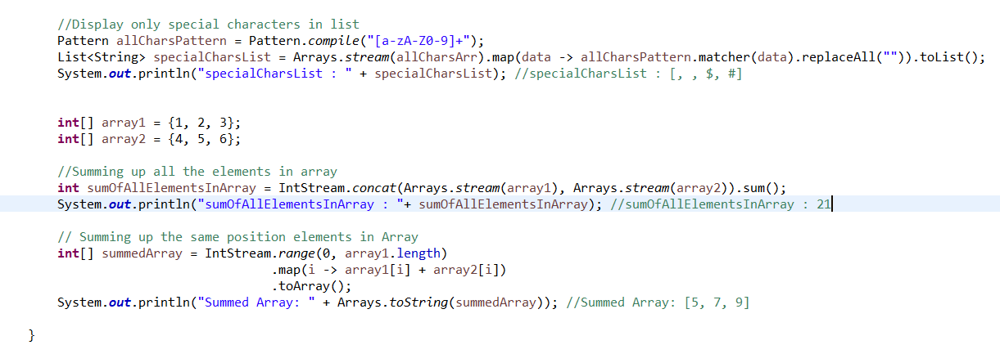 //Display only special characters in list
Pattern allCharsPattern = Pattern.compile("[a-zA-Z0-9]+");
List<String> specialCharsList = Arrays.stream(allCharsArr).map(data -> allCharsPattern.matcher(data).replaceAll("")).toList();
System.out.println("specialCharsList : " + specialCharsList); //specialCharsList : [, , $, #]
int[] array1 = {1, 2, 3};
int[] array2 = {4, 5, 6};
//Summing up all the elements in array
int sumOfAllElementsInArray = IntStream.concat(Arrays.stream(array1), Arrays.stream(array2)).sum();
System.out.println("sumOfAllElementsInArray : "+ sumOfAllElementsInArray); //sumOfAllElementsInArray : 21
// Summing up the same position elements in Array
int[] summedArray = IntStream.range(0, array1.length)
.map(i -> array1[i] + array2[i])
.toArray();
System.out.println("Summed Array: " + Arrays.toString(summedArray)); //Summed Array: [5, 7, 9]
}